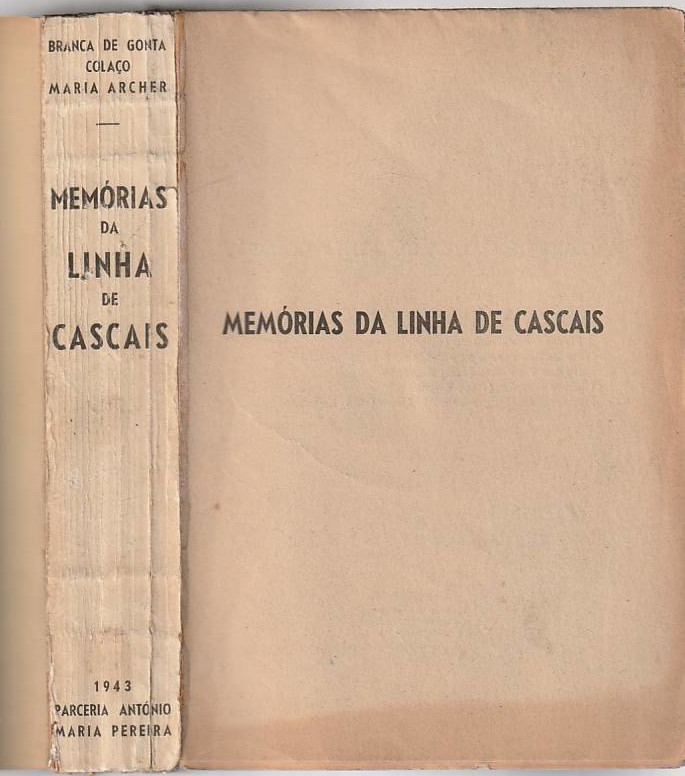 BRANCA DE GONTA
COLAÇO
MARIA ARCHER
MEMÓRIAS
DA
LINHA
DE
CASCAIS
1943
PARCERIA ANTÓNIO
MARIA PEREIRA
MEMÓRIAS DA LINHA DE CASCAIS